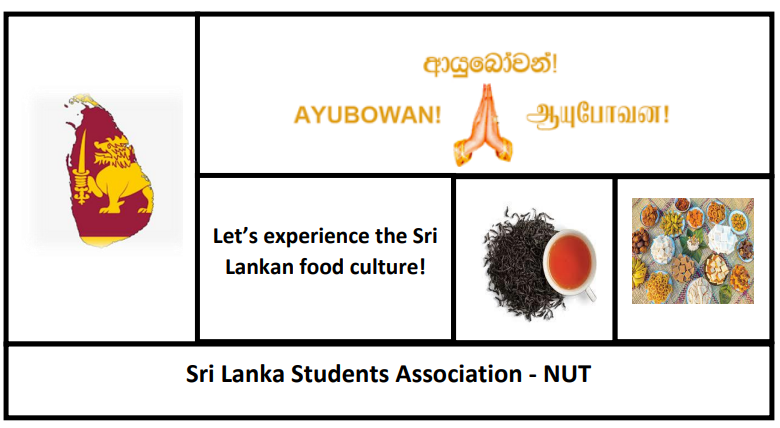 ආයුබෝවන්!
AYUBOWAN!
ஆயுபோவன!
Let’s experience the Sri
Lankan food culture!
Sri Lanka Students Association - NUT